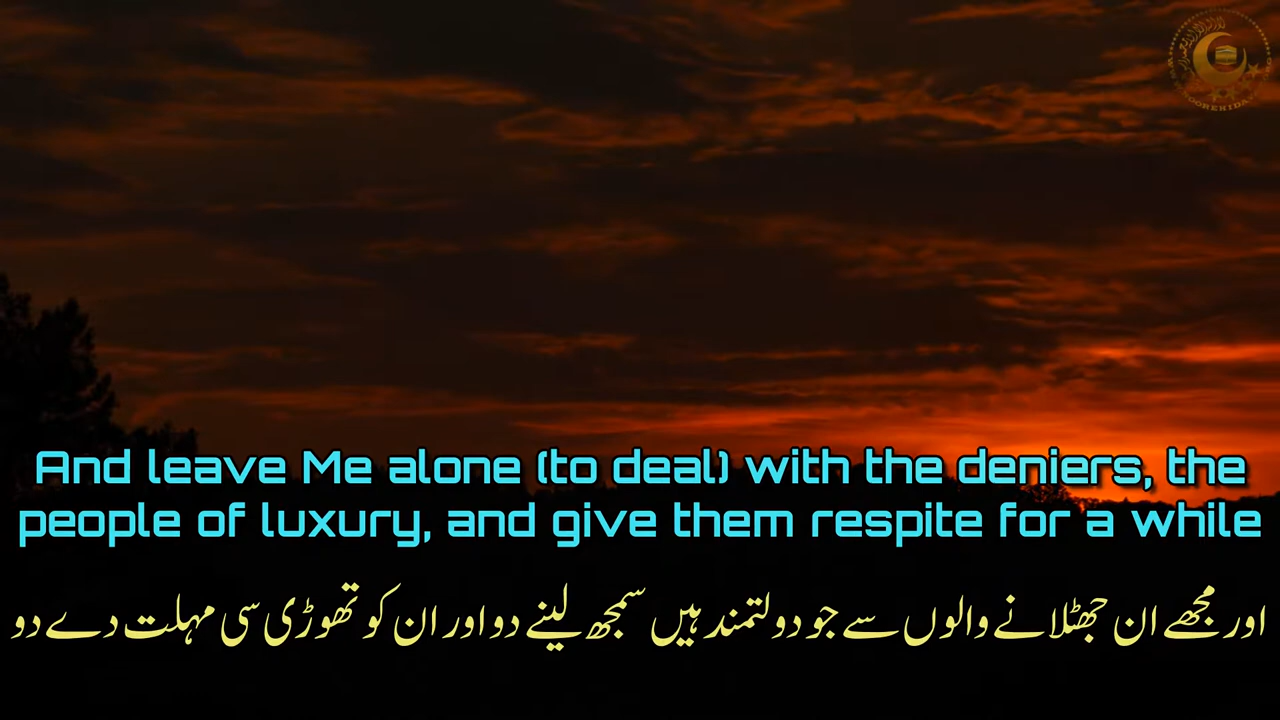 And leave Me alone (to deal) with the deniers, the
people of luxury, and give them respite for a while
اور مجھے ان جھٹلانے والوں سے جو دولتمند ہیں سمجھ لینے دو اور ان کو تھوڑی سی مہلت دے دو